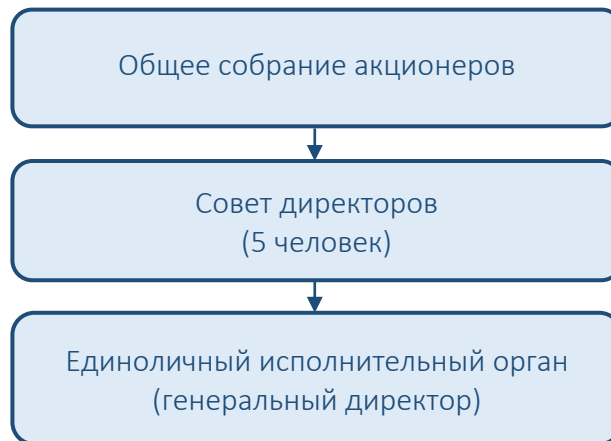 Общее собрание акционеров
Совет директоров
(5 человек)
Единоличный исполнительный орган
(генеральный директор)